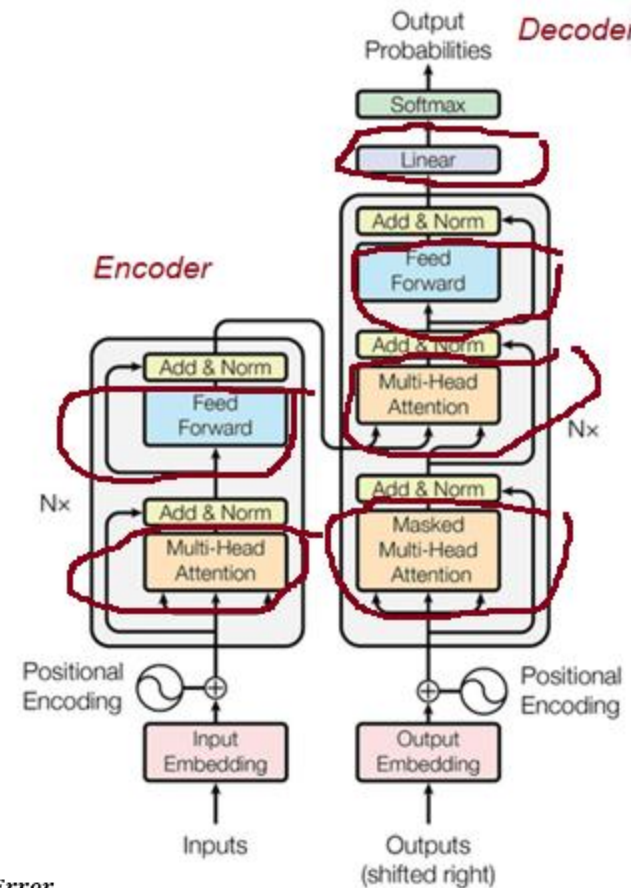 Output
Probabilities
Decoder
Softmax
Linear
Add & Norm
Feed
Forward
Add & Norm
Multi-Head
Attention
Nx
Add & Norm
Masked
Multi-Head
Attention
Encoder
Add & Norm
Feed
Forward
Nx
Add & Norm
Multi-Head
Attention
Positional
Encoding
Positional
Encoding
Input
Embedding
Output
Embedding
Inputs
Outputs
(shifted right)
Error